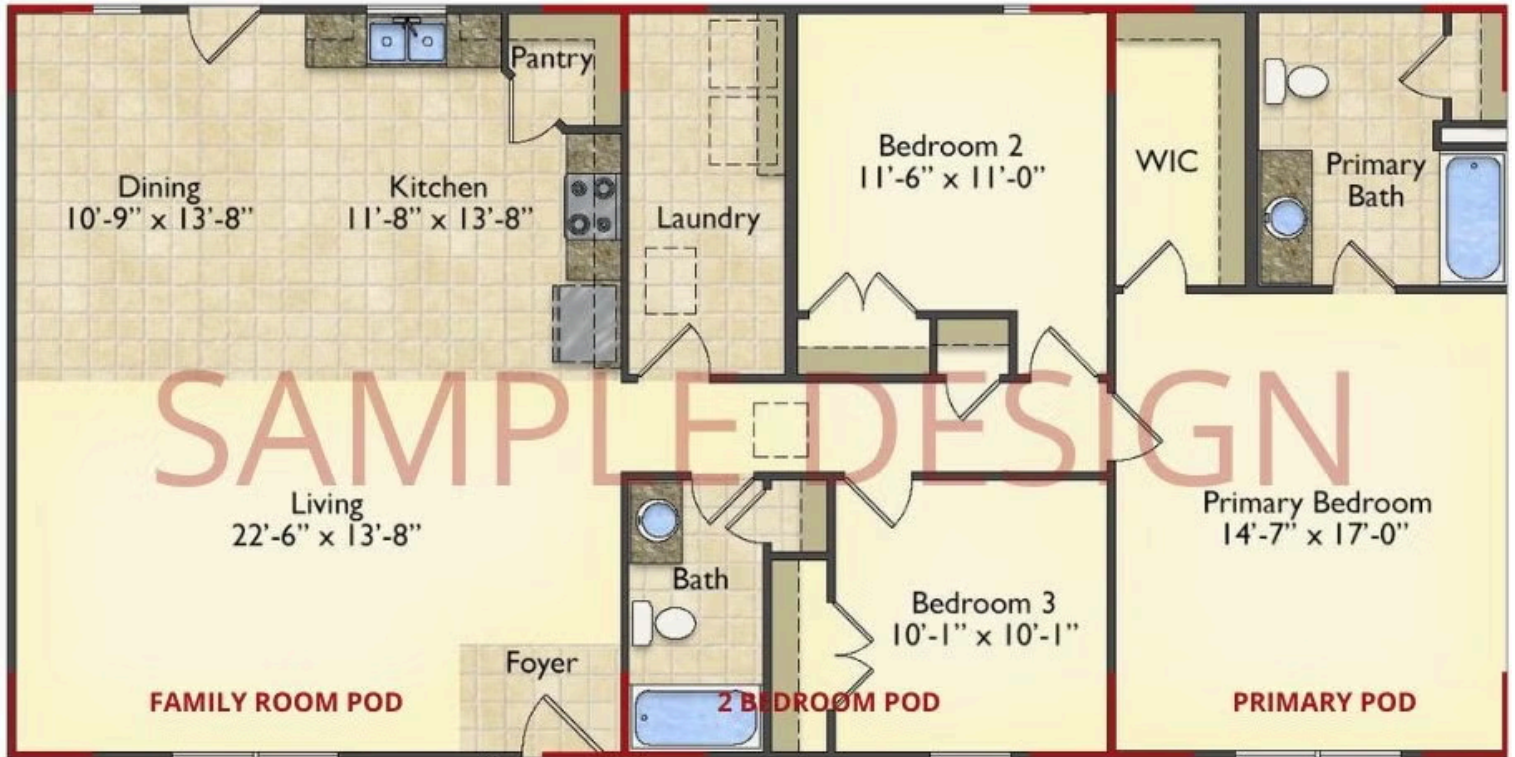 Pantry
Dining
10'-9" x 13'-8"
Kitchen
11'-8" x 13'-8"
Laundry
Bedroom 2
11'-6" x 11'-0"
WIC
Primary
Bath
SAMPLE DESIGN
Living
22'-6" x 13'-8"
Foyer
FAMILY ROOM POD
Bath
Bedroom 3
10'-1" x 10'-1"
2 BEDROOM POD
Primary Bedroom
14'-7" x 17'-0"
PRIMARY POD